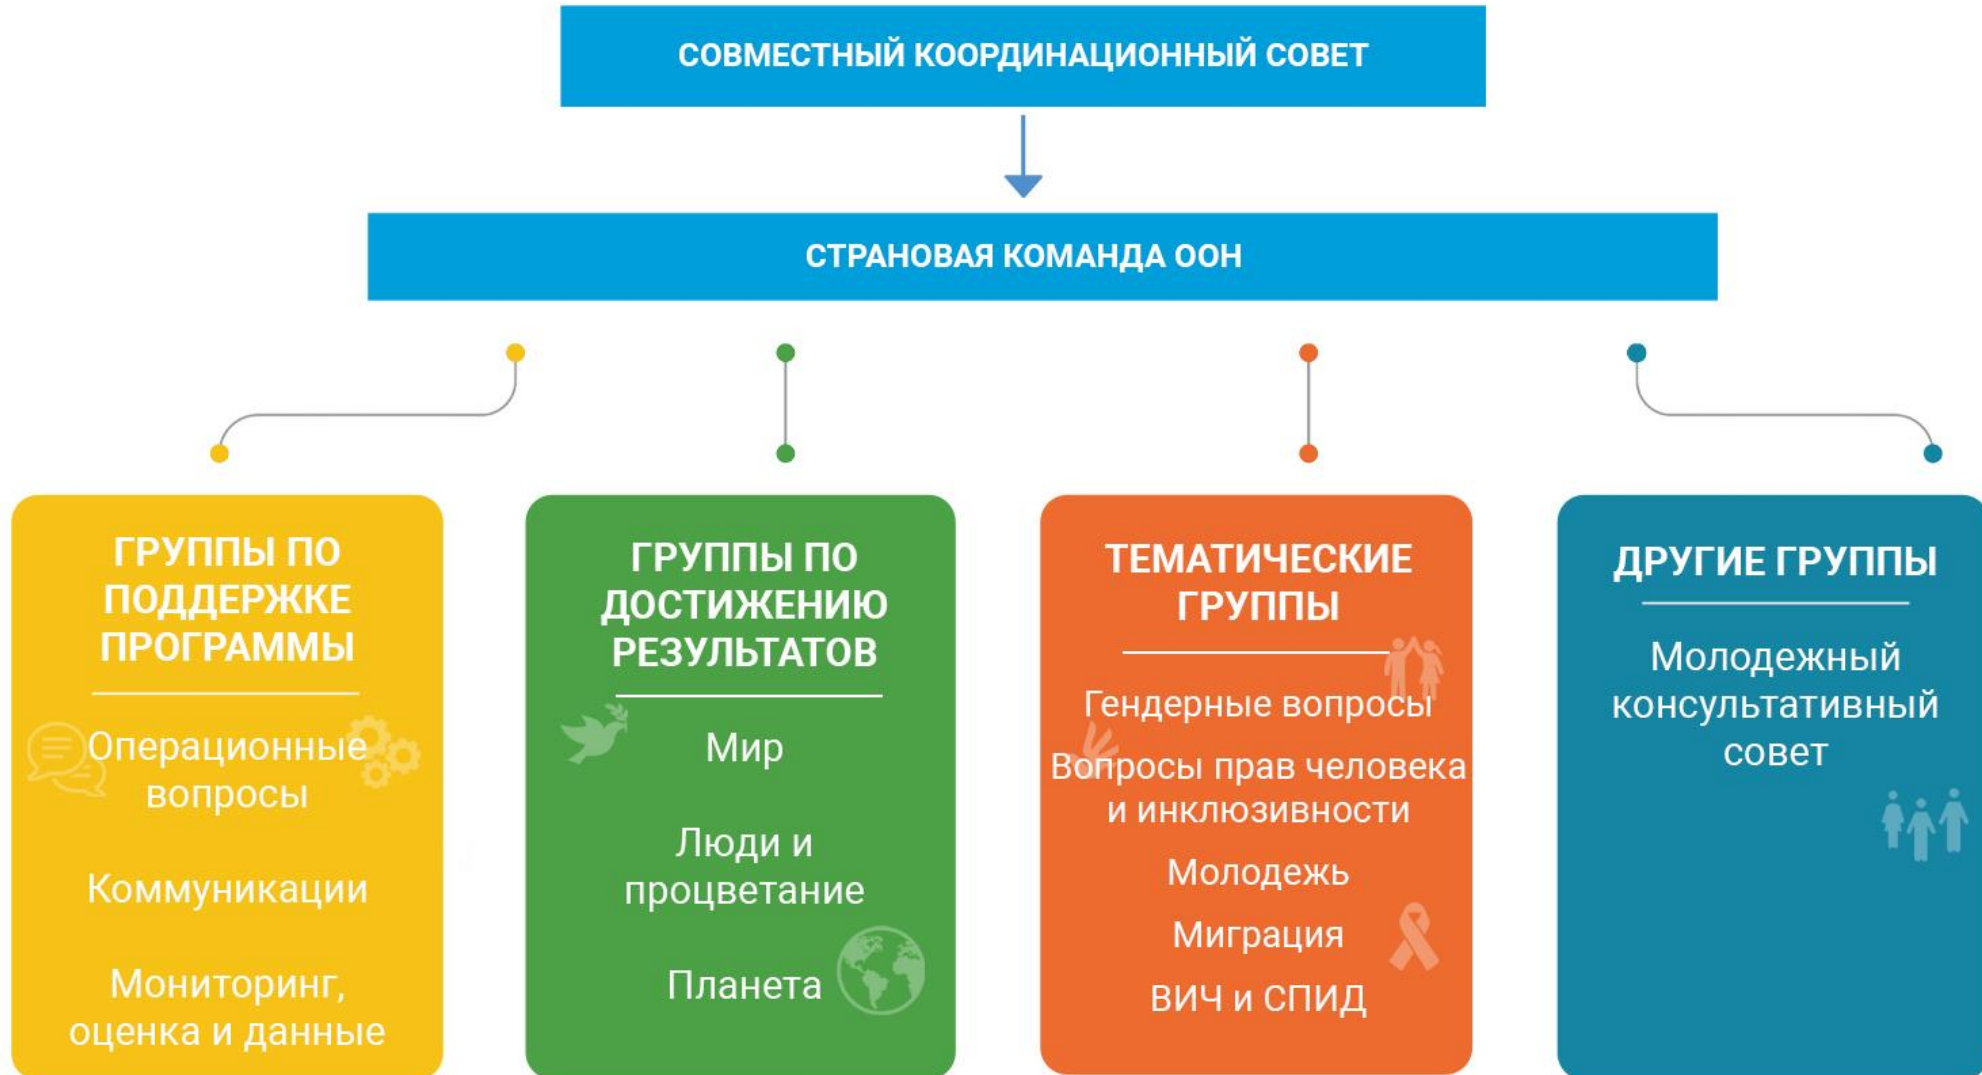 СОВМЕСТНЫЙ КООРДИНАЦИОННЫЙ СОВЕТ
СТРАНОВАЯ КОМАНДА ООН
ГРУППЫ ПО
ПОДДЕРЖКЕ
ПРОГРАММЫ
Операционные
вопросы
Коммуникации
Мониторинг,
оценка и данные
ГРУППЫ ПО
ДОСТИЖЕНИЮ
РЕЗУЛЬТАТОВ
Мир
Люди и
процветание
Планета
ТЕМАТИЧЕСКИЕ
ГРУППЫ
Гендерные вопросы
Вопросы прав человека
и инклюзивности
Молодежь
Миграция
ВИЧ и СПИД
ДРУГИЕ ГРУППЫ
Молодежный
консультативный
совет